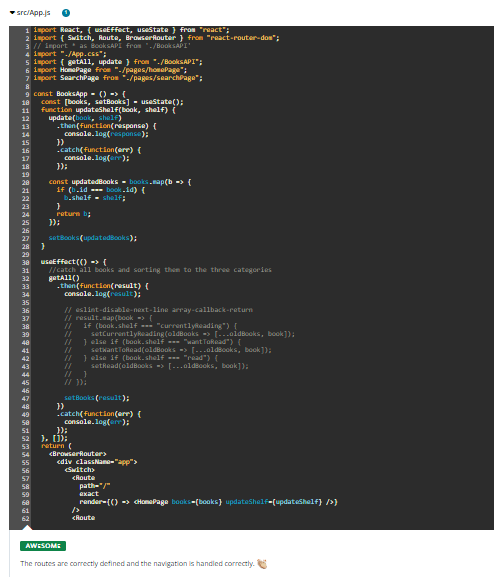 src/App.js 1
1 import React, { useEffect, useState } from "react";
2 import { Switch, Route, BrowserRouter } from "react-router-dom";
3 // import * as BooksAPI from './BooksAPI'
4 import "./App.css";
5 import { getAll, update } from "./BooksAPI";
6 import HomePage from "./pages/homePage";
7 import SearchPage from "./pages/searchPage";
8
9 const BooksApp = () => {
10 const [books, setBooks] = useState();
11 function updateShelf(book, shelf) {
12 update(book, shelf)
13 .then(function(response) {
14 console.log(response);
15 })
16 .catch(function(err) {
17 console.log(err);
18 });
19
20 const updatedBooks = books.map(b => {
21 if (b.id === book.id) {
22 b.shelf = shelf;
23 }
24 return b;
25 });
26
27 setBooks(updatedBooks);
28 }
29
30 useEffect(() => {
31 //catch all books and sorting them to the three categories
32 getAll()
33 .then(function(result) {
34 console.log(result);
35
36 // eslint-disable-next-line array-callback-return
37 // result.map(book => {
38 // if (book.shelf === "currentlyReading") {
39 // setCurrentlyReading(oldBooks => [...oldBooks, book]);
40 // } else if (book.shelf === "wantToRead") {
41 // setWantToRead(oldBooks => [...oldBooks, book]);
42 // } else if (book.shelf === "read") {
43 // setRead(oldBooks => [...oldBooks, book]);
44 // }
45 // });
46
47 setBooks(result);
48 })
49 .catch(function(err) {
50 console.log(err);
51 });
52 }, []);
53 return (
54 <BrowserRouter>
55 <div className="app">
56 <Switch>
57 <Route
58 path="/"
59 exact
60 render={() => <HomePage books={books} updateShelf={updateShelf} />}
61 />
62 <Route
AWESOME
The routes are correctly defined and the navigation is handled correctly. 👏